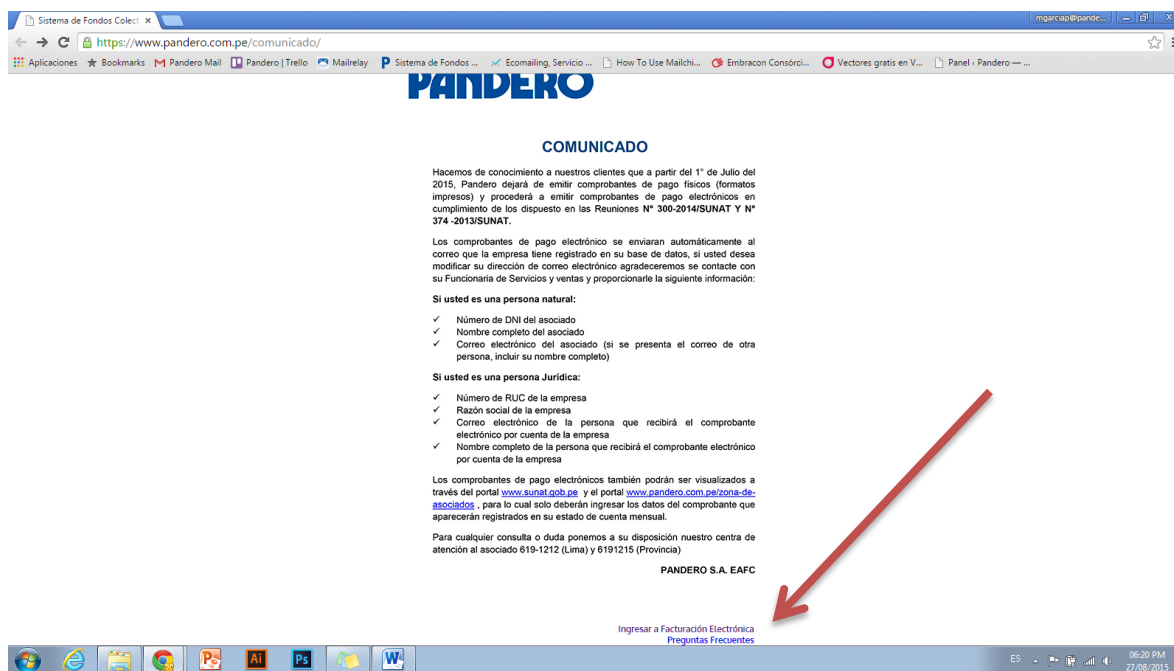 Sistema de Fondos Colect
mgarciap@pande...
https://www.pandero.com.pe/comunicado/
Aplicaciones Bookmarks Pandero Mail Pandero | Trello Mailrelay Sistema de Fondos ... Ecomailing, Servicio ... How To Use Mailchi... Embracon Consórci... Vectores gratis en V... Panel ‹ Pandero — ...
PANDERO
COMUNICADO
Hacemos de conocimiento a nuestros clientes que a partir del 1° de Julio del
2015, Pandero dejará de emitir comprobantes de pago físicos (formatos
impresos) y procederá a emitir comprobantes de pago electrónicos en
cumplimiento de los dispuesto en las Reuniones N° 300-2014/SUNAT Y N°
374 -2013/SUNAT.
Los comprobantes de pago electrónico se enviaran automáticamente al
correo que la empresa tiene registrado en su base de datos, si usted desea
modificar su dirección de correo electrónico agradeceremos se contacte con
su Funcionaria de Servicios y ventas y proporcionarle la siguiente información:
Si usted es una persona natural:
✓ Número de DNI del asociado
✓ Nombre completo del asociado
✓ Correo electrónico del asociado (si se presenta el correo de otra
persona, incluir su nombre completo)
Si usted es una persona Jurídica:
✓ Número de RUC de la empresa
✓ Razón social de la empresa
✓ Correo electrónico de la persona que recibirá el comprobante
electrónico por cuenta de la empresa
✓ Nombre completo de la persona que recibirá el comprobante electrónico
por cuenta de la empresa
Los comprobantes de pago electrónicos también podrán ser visualizados a
través del portal www.sunat.gob.pe y el portal www.pandero.com.pe/zona-de-
asociados , para lo cual solo deberán ingresar los datos del comprobante que
aparecerán registrados en su estado de cuenta mensual.
Para cualquier consulta o duda ponemos a su disposición nuestro centra de
atención al asociado 619-1212 (Lima) y 6191215 (Provincia)
PANDERO S.A. EAFC
Ingresar a Facturación Electrónica
Preguntas Frecuentes
Ai Ps W
ES 06:20 PM
27/08/2015